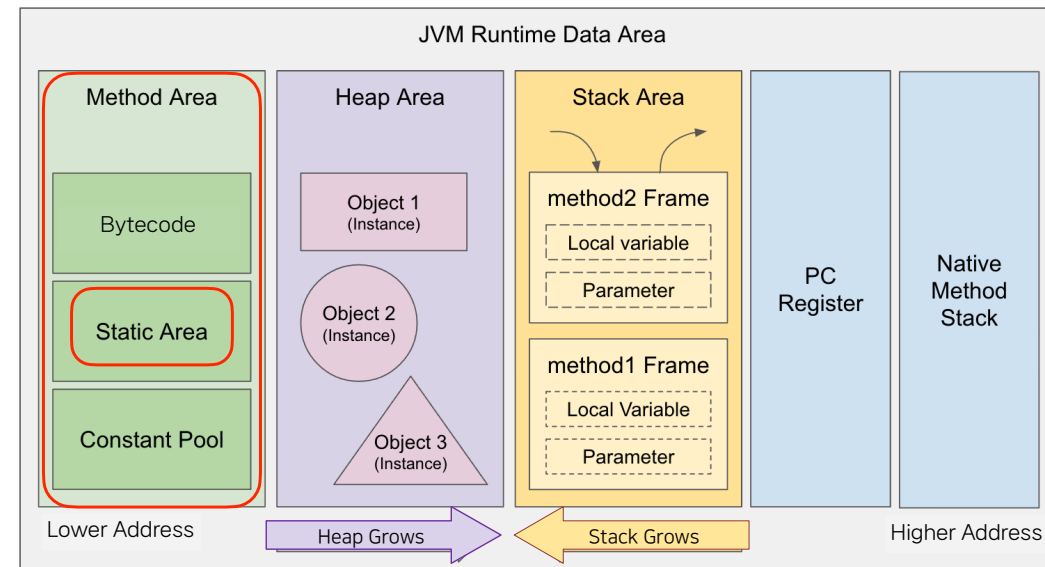 JVM Runtime Data Area
Method Area
Bytecode
Static Area
Constant Pool
Heap Area
Object 1
(Instance)
Object 2
(Instance)
Object 3
(Instance)
Stack Area
method2 Frame
Local variable
Parameter
method1 Frame
Local Variable
Parameter
PC
Register
Native
Method
Stack
Lower Address
Heap Grows
Stack Grows
Higher Address